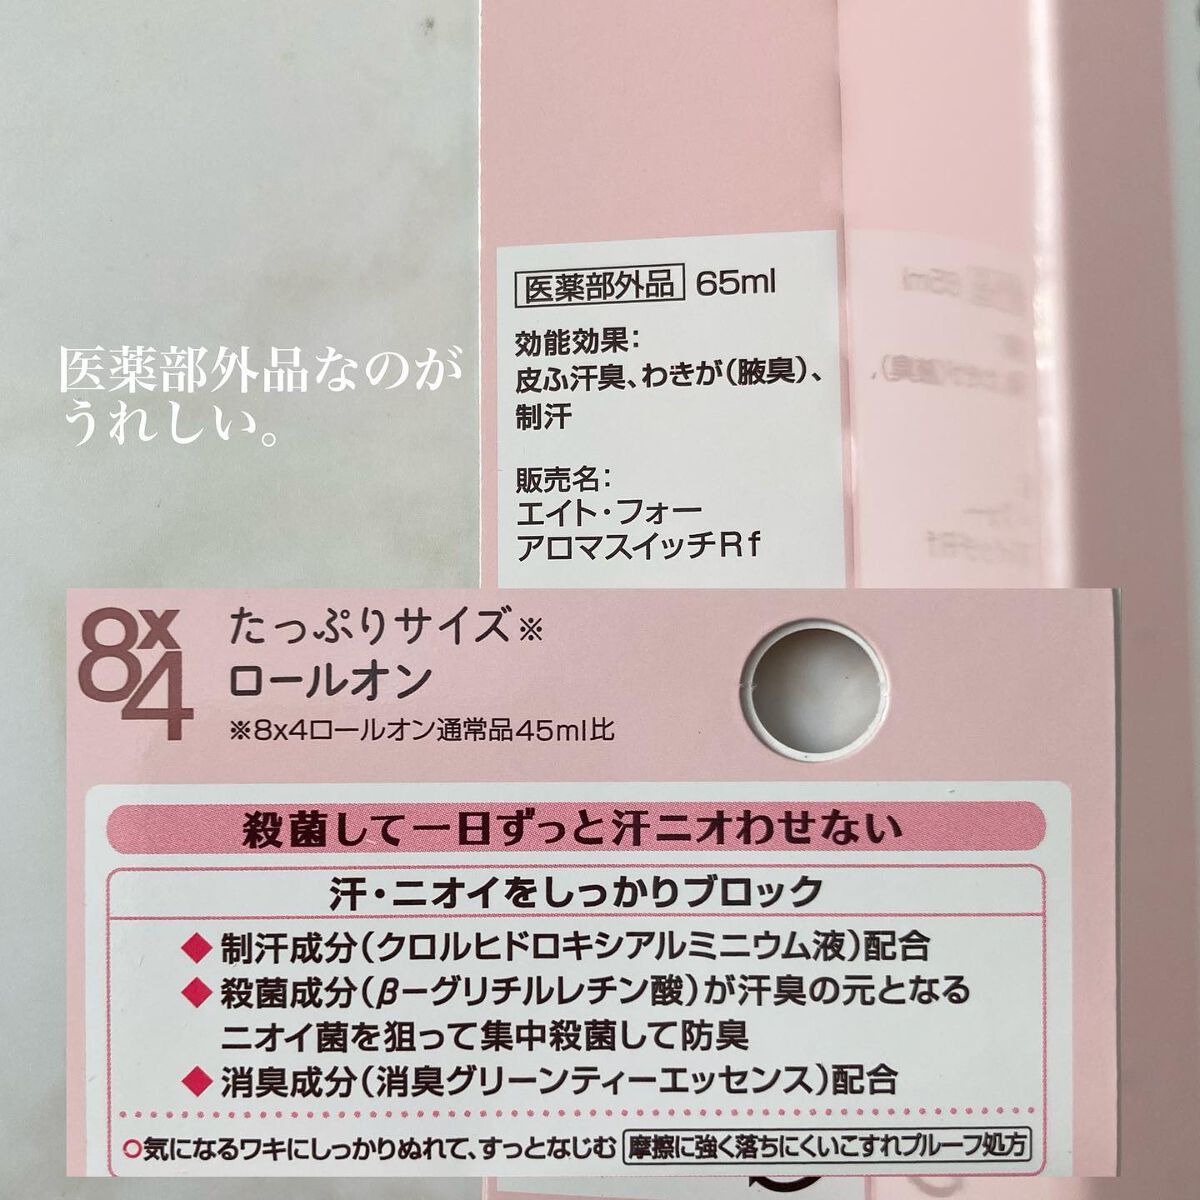 医薬部外品 65ml
効能効果:
皮ふ汗臭、わきが(腋臭)、
制汗
販売名:
エイト・フォー
アロマスイッチRf
医薬部外品なのが
うれしい。
8x4
たっぷりサイズ※
ロールオン
※8x4ロールオン通常品45ml比
殺菌して一日ずっと汗ニオわせない
汗・ニオイをしっかりブロック
◆制汗成分(クロルヒドロキシアルミニウム液)配合
◆殺菌成分(β-グリチルレチン酸)が汗臭の元となる
ニオイ菌を狙って集中殺菌して防臭
◆消臭成分(消臭グリーンティーエッセンス)配合
○気になるワキにしっかりぬれて、すっとなじむ 摩擦に強く落ちにくいこすれプルーフ処方